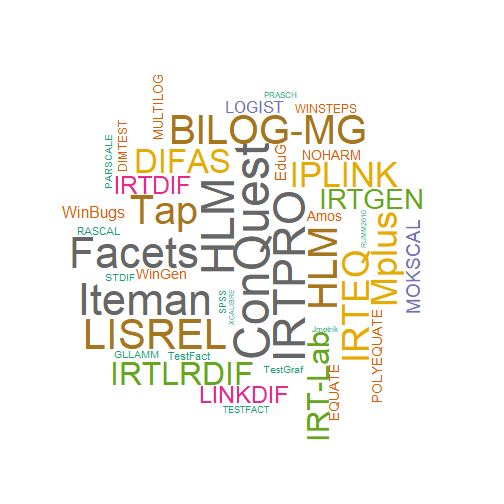 PRASCH
LOGIST
WINSTEPS
MULTILOG
BILOG-MG
DIMTEST
PARSCALE
DIFAS
EduG
NOHARM
IPLINK
IRTDIF
IRTGEN
WinBugs
Tap
HLM
ConQuest
IRTPRO
Amos
RUMM2010
Mplus
MOKSCAL
RASCAL
Facets
HLM
IRTEQ
STDIF
WinGen
SPSS
XCALIBRE
Iteman
LISREL
Jmetrik
POLYEQUATE
GLLAMM
TestFact
IRT-Lab
EQUATE
IRTLRDIF
TestGraf
LINKDIF
TESTFACT